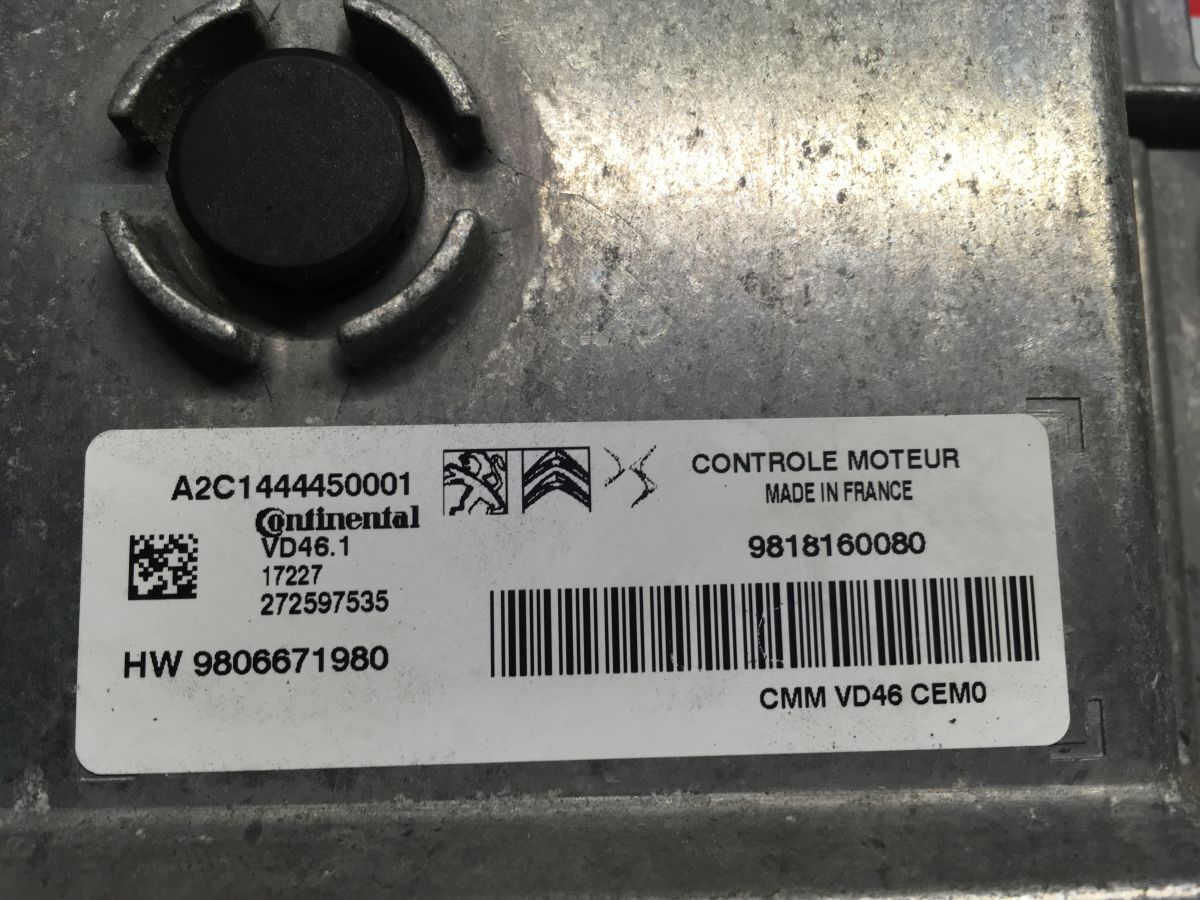 A2C1444450001
Continental
VD46.1
17227
272597535
HW 9806671980
CONTROLE MOTEUR
MADE IN FRANCE
9818160080
CMM VD46 CEM0